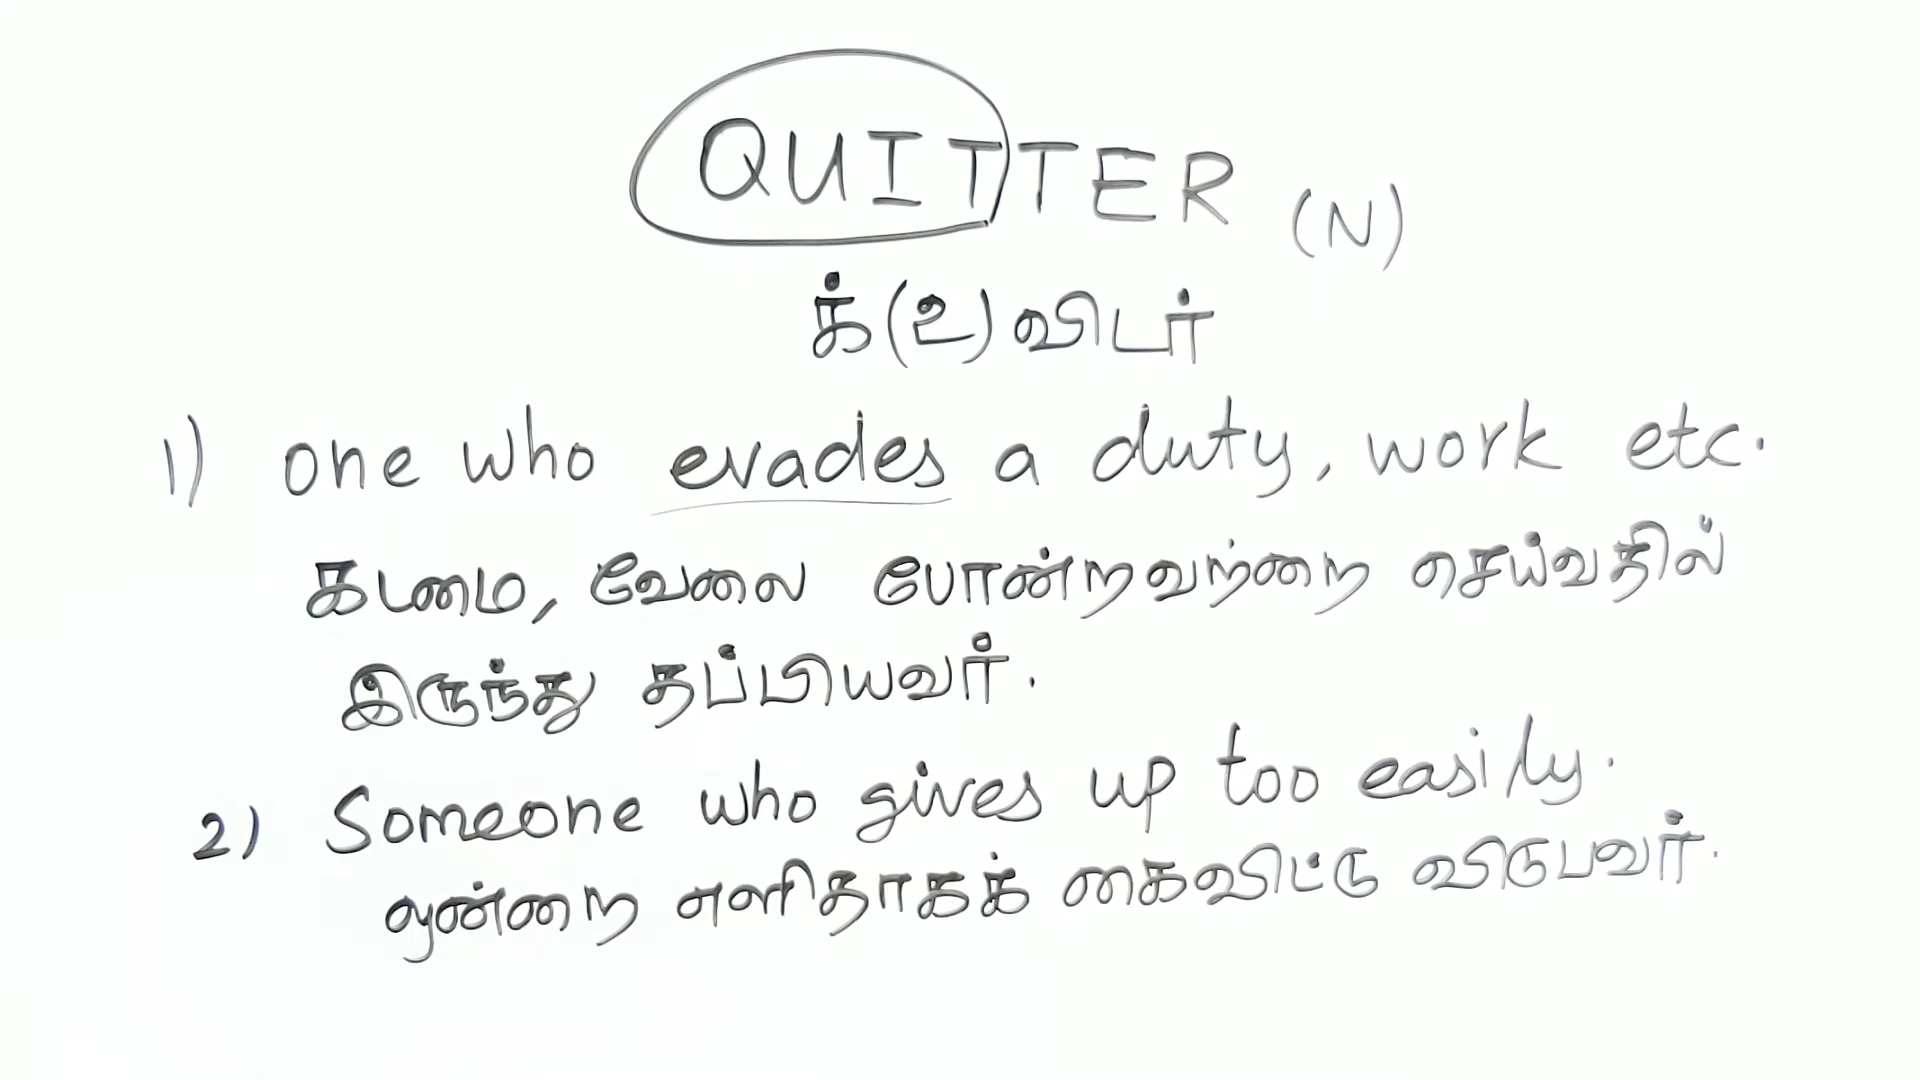 QUITTER (N)
க்(உ)விடர்
1) one who evades a duty, work etc.
கடமை, வேலை போன்றவற்றை செய்வதில்
இருந்து தப்பியவர்.
2) Someone who gives up too easily.
ஒன்றை எளிதாகக் கைவிட்டு விடுபவர்.